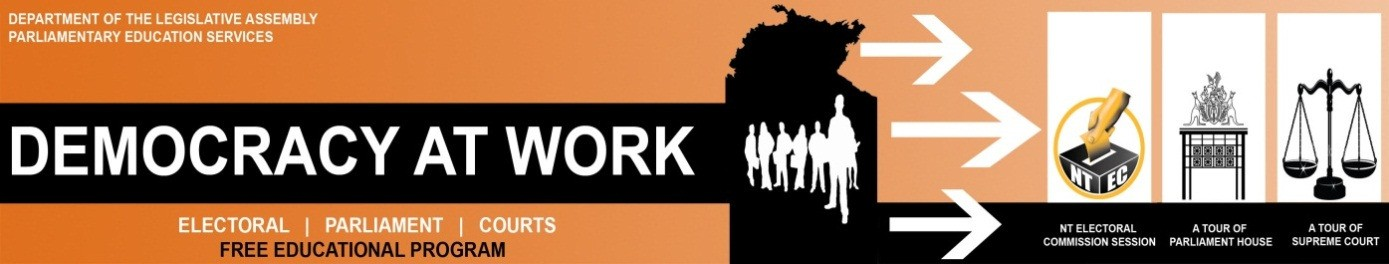 DEPARTMENT OF THE LEGISLATIVE ASSEMBLY
PARLIAMENTARY EDUCATION SERVICES
DEMOCRACY AT WORK
ELECTORAL | PARLIAMENT | COURTS
FREE EDUCATIONAL PROGRAM
NT EC
NT ELECTORAL
COMMISSION SESSION
A TOUR OF
PARLIAMENT HOUSE
A TOUR OF
SUPREME COURT